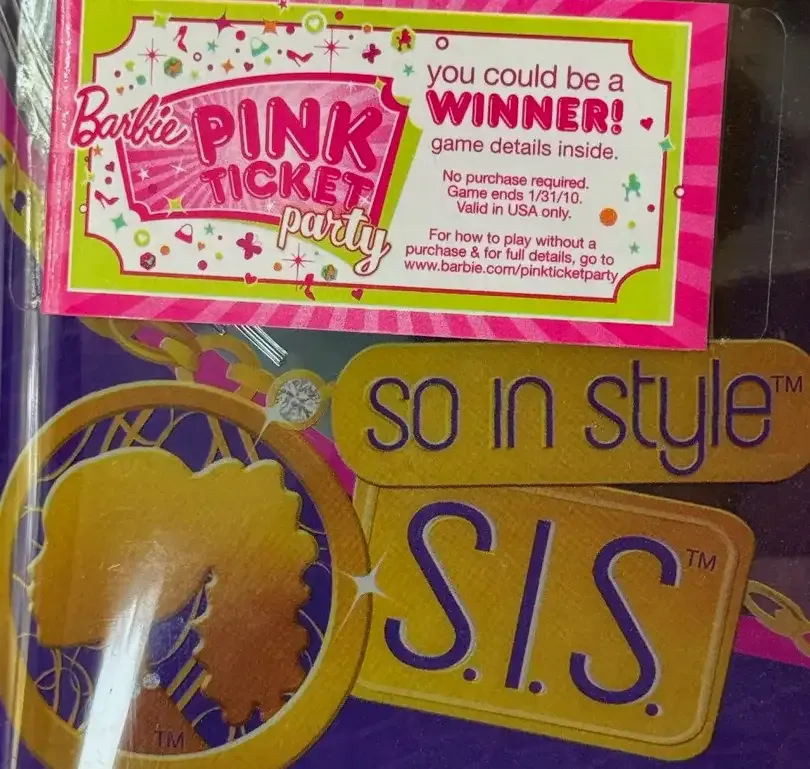 Barbie
PINK
TICKET
party
you could be a
WINNER!
game details inside.
No purchase required.
Game ends 1/31/10.
Valid in USA only.
For how to play without a
purchase & for full details, go to
www.barbie.com/pinkticketparty
so in style™
S.I.S.™
TM